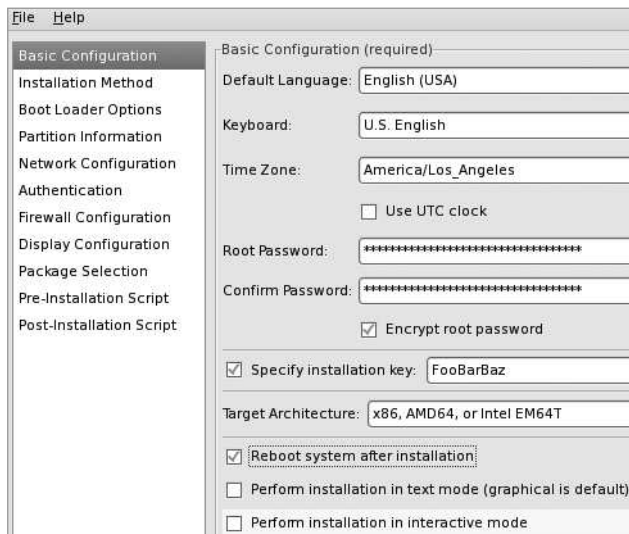 File Help
Basic Configuration
Installation Method
Boot Loader Options
Partition Information
Network Configuration
Authentication
Firewall Configuration
Display Configuration
Package Selection
Pre-Installation Script
Post-Installation Script
Basic Configuration (required)
Default Language: English (USA)
Keyboard: U.S. English
Time Zone: America/Los_Angeles
Use UTC clock
Root Password: **********************************
Confirm Password: **********************************
Encrypt root password
Specify installation key: FooBarBaz
Target Architecture: x86, AMD64, or Intel EM64T
Reboot system after installation
Perform installation in text mode (graphical is default)
Perform installation in interactive mode